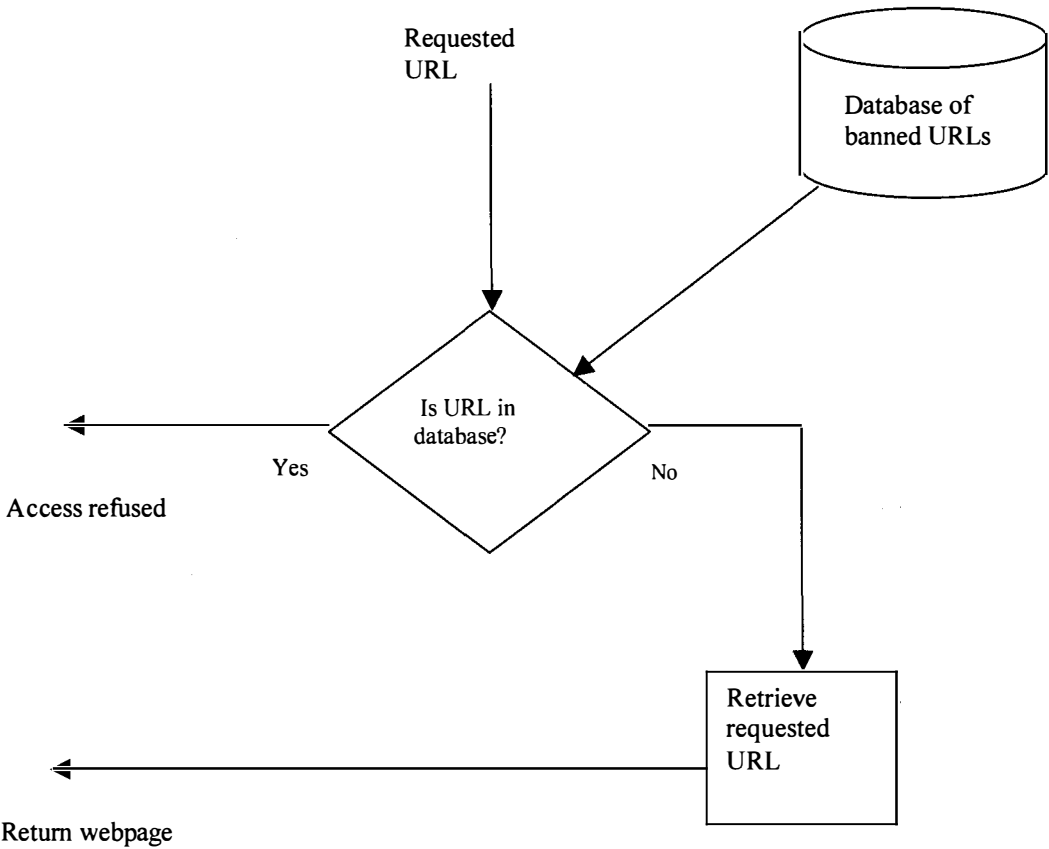 Requested
URL
Database of
banned URLs
Is URL in
database?
Yes
No
Access refused
Retrieve
requested
URL
Return webpage